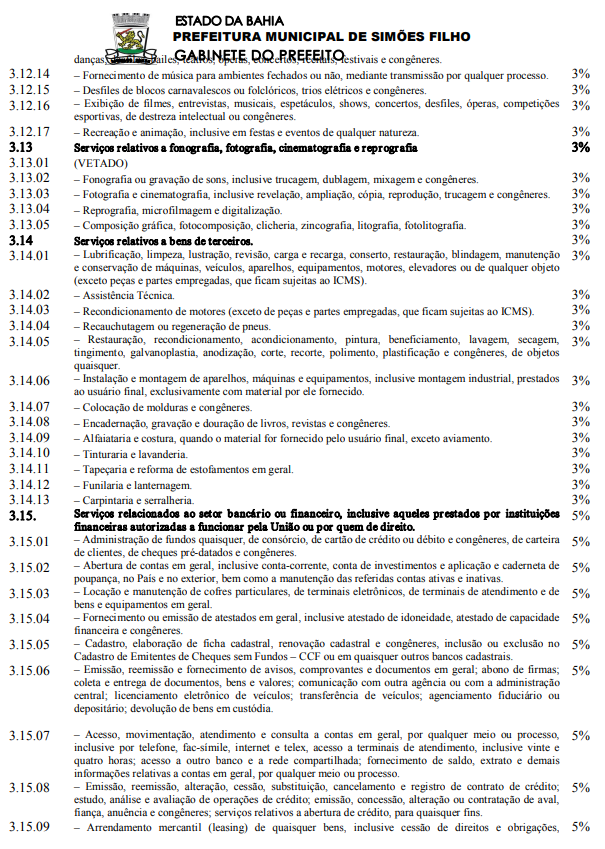 ESTADO DA BAHIA
PREFEITURA MUNICIPAL DE SIMÕES FILHO
GABINETE DO PREFEITO
danças, bailes, teatros, óperas, concertos, recitais, festivais e congêneres.
3.12.14 – Fornecimento de música para ambientes fechados ou não, mediante transmissão por qualquer processo. 3%
3.12.15 – Desfiles de blocos carnavalescos ou folclóricos, trios elétricos e congêneres. 3%
3.12.16 – Exibição de filmes, entrevistas, musicais, espetáculos, shows, concertos, desfiles, óperas, competições 3%
esportivas, de destreza intelectual ou congêneres.
3.12.17 – Recreação e animação, inclusive em festas e eventos de qualquer natureza. 3%
3.13 Serviços relativos a fonografia, fotografia, cinematografia e reprografia 3%
3.13.01 (VETADO)
3.13.02 – Fonografia ou gravação de sons, inclusive trucagem, dublagem, mixagem e congêneres. 3%
3.13.03 – Fotografia e cinematografia, inclusive revelação, ampliação, cópia, reprodução, trucagem e congêneres. 3%
3.13.04 – Reprografia, microfilmagem e digitalização. 3%
3.13.05 – Composição gráfica, fotocomposição, clicheria, zincografia, litografia, fotolitografia. 3%
3.14 Serviços relativos a bens de terceiros. 3%
3.14.01 – Lubrificação, limpeza, lustração, revisão, carga e recarga, conserto, restauração, blindagem, manutenção 3%
e conservação de máquinas, veículos, aparelhos, equipamentos, motores, elevadores ou de qualquer objeto
(exceto peças e partes empregadas, que ficam sujeitas ao ICMS).
3.14.02 – Assistência Técnica. 3%
3.14.03 – Recondicionamento de motores (exceto de peças e partes empregadas, que ficam sujeitas ao ICMS). 3%
3.14.04 – Recauchutagem ou regeneração de pneus. 3%
3.14.05 – Restauração, recondicionamento, acondicionamento, pintura, beneficiamento, lavagem, secagem, 3%
tingimento, galvanoplastia, anodização, corte, recorte, polimento, plastificação e congêneres, de objetos
quaisquer.
3.14.06 – Instalação e montagem de aparelhos, máquinas e equipamentos, inclusive montagem industrial, prestados 3%
ao usuário final, exclusivamente com material por ele fornecido.
3.14.07 – Colocação de molduras e congêneres. 3%
3.14.08 – Encadernação, gravação e douração de livros, revistas e congêneres. 3%
3.14.09 – Alfaiataria e costura, quando o material for fornecido pelo usuário final, exceto aviamento. 3%
3.14.10 – Tinturaria e lavanderia. 3%
3.14.11 – Tapeçaria e reforma de estofamentos em geral. 3%
3.14.12 – Funilaria e lanternagem. 3%
3.14.13 – Carpintaria e serralheria. 3%
3.15. Serviços relacionados ao setor bancário ou financeiro, inclusive aqueles prestados por instituições 5%
financeiras autorizadas a funcionar pela União ou por quem de direito.
3.15.01 – Administração de fundos quaisquer, de consórcio, de cartão de crédito ou débito e congêneres, de carteira 5%
de clientes, de cheques pré-datados e congêneres.
3.15.02 – Abertura de contas em geral, inclusive conta-corrente, conta de investimentos e aplicação e caderneta de 5%
poupança, no País e no exterior, bem como a manutenção das referidas contas ativas e inativas.
3.15.03 – Locação e manutenção de cofres particulares, de terminais eletrônicos, de terminais de atendimento e de 5%
bens e equipamentos em geral.
3.15.04 – Fornecimento ou emissão de atestados em geral, inclusive atestado de idoneidade, atestado de capacidade 5%
financeira e congêneres.
3.15.05 – Cadastro, elaboração de ficha cadastral, renovação cadastral e congêneres, inclusão ou exclusão no 5%
Cadastro de Emitentes de Cheques sem Fundos – CCF ou em quaisquer outros bancos cadastrais.
3.15.06 – Emissão, reemissão e fornecimento de avisos, comprovantes e documentos em geral; abono de firmas; 5%
coleta e entrega de documentos, bens e valores; comunicação com outra agência ou com a administração
central; licenciamento eletrônico de veículos; transferência de veículos; agenciamento fiduciário ou
depositário; devolução de bens em custódia.
3.15.07 – Acesso, movimentação, atendimento e consulta a contas em geral, por qualquer meio ou processo, 5%
inclusive por telefone, fac-símile, internet e telex, acesso a terminais de atendimento, inclusive vinte e
quatro horas; acesso a outro banco e a rede compartilhada; fornecimento de saldo, extrato e demais
informações relativas a contas em geral, por qualquer meio ou processo.
3.15.08 – Emissão, reemissão, alteração, cessão, substituição, cancelamento e registro de contrato de crédito; 5%
estudo, análise e avaliação de operações de crédito; emissão, concessão, alteração ou contratação de aval,
fiança, anuência e congêneres; serviços relativos a abertura de crédito, para quaisquer fins.
3.15.09 – Arrendamento mercantil (leasing) de quaisquer bens, inclusive cessão de direitos e obrigações, 5%